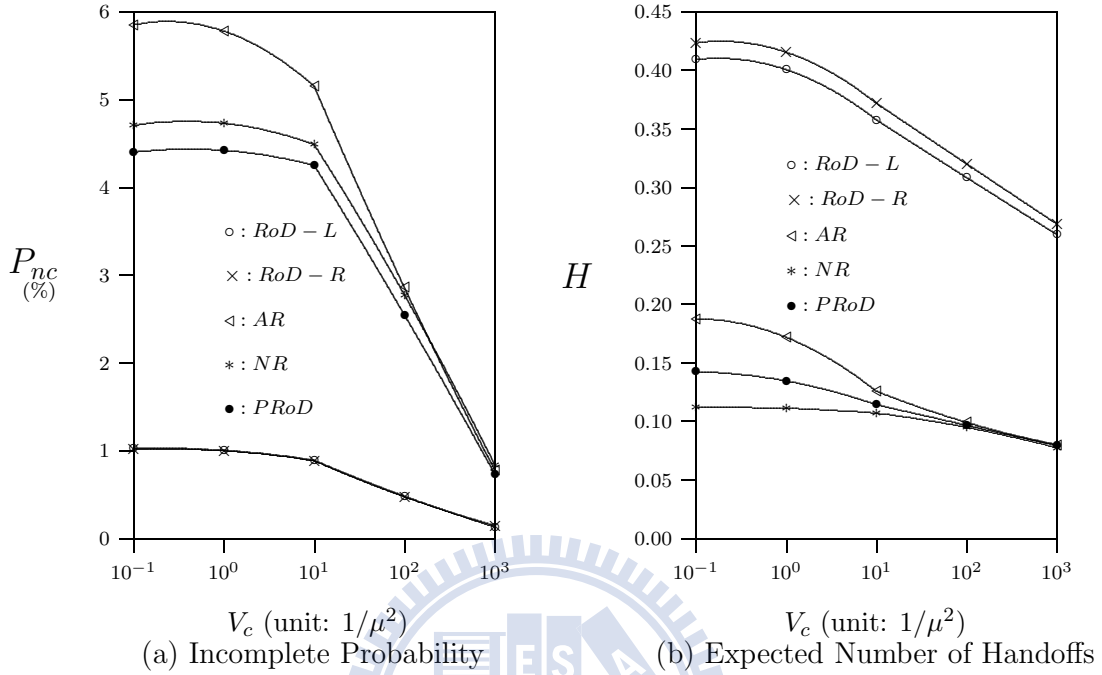 6
5
4
3
2
1
0
P_{nc}
(%)
○ : RoD − L
× : RoD − R
◁ : AR
∗ : NR
● : PRoD
10^{−1} 10^0 10^1 10^2 10^3
V_c (unit: 1/μ^2)
(a) Incomplete Probability
0.45
0.40
0.35
0.30
0.25
0.20
0.15
0.10
0.05
0.00
H
○ : RoD − L
× : RoD − R
◁ : AR
∗ : NR
● : PRoD
10^{−1} 10^0 10^1 10^2 10^3
V_c (unit: 1/μ^2)
(b) Expected Number of Handoffs
E S A